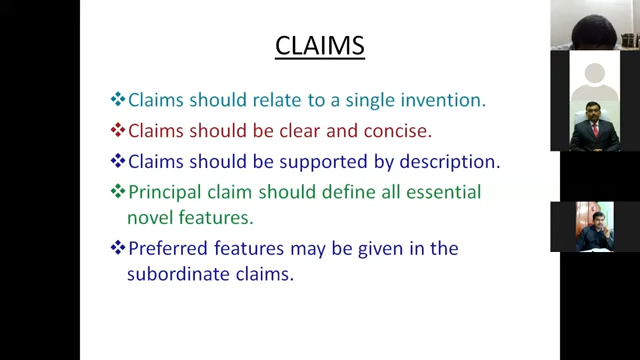 CLAIMS
❖Claims should relate to a single invention.
❖Claims should be clear and concise.
❖Claims should be supported by description.
❖Principal claim should define all essential
novel features.
❖Preferred features may be given in the
subordinate claims.